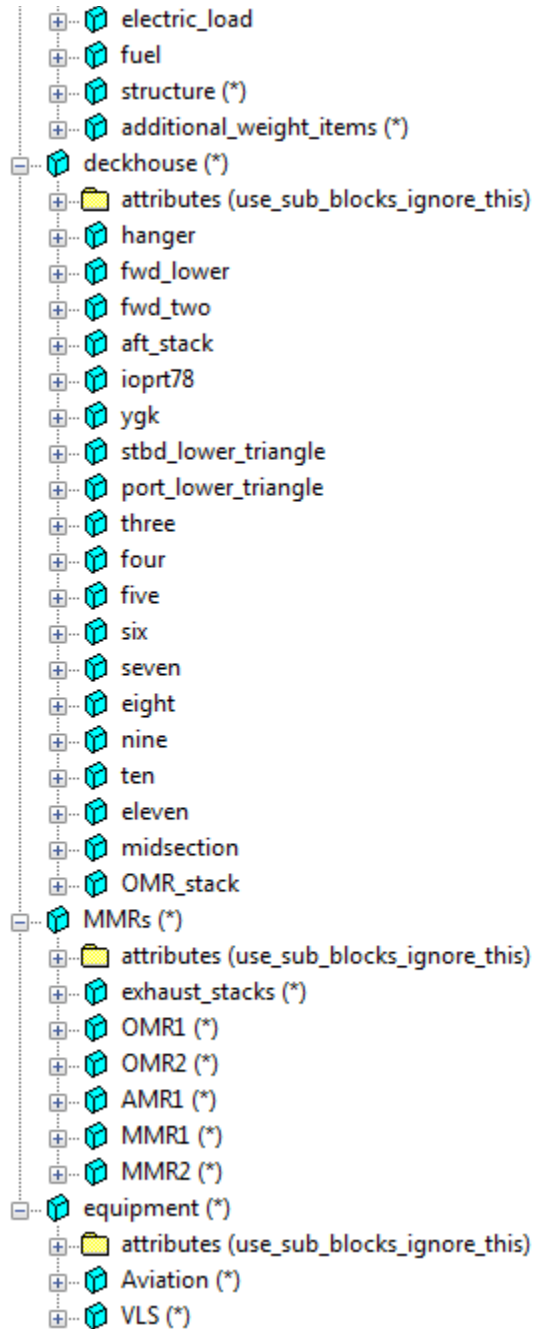 electric_load
fuel
structure (*)
additional_weight_items (*)
deckhouse (*)
attributes (use_sub_blocks_ignore_this)
hanger
fwd_lower
fwd_two
aft_stack
ioprt78
ygk
stbd_lower_triangle
port_lower_triangle
three
four
five
six
seven
eight
nine
ten
eleven
midsection
OMR_stack
MMRs (*)
attributes (use_sub_blocks_ignore_this)
exhaust_stacks (*)
OMR1 (*)
OMR2 (*)
AMR1 (*)
MMR1 (*)
MMR2 (*)
equipment (*)
attributes (use_sub_blocks_ignore_this)
Aviation (*)
VLS (*)